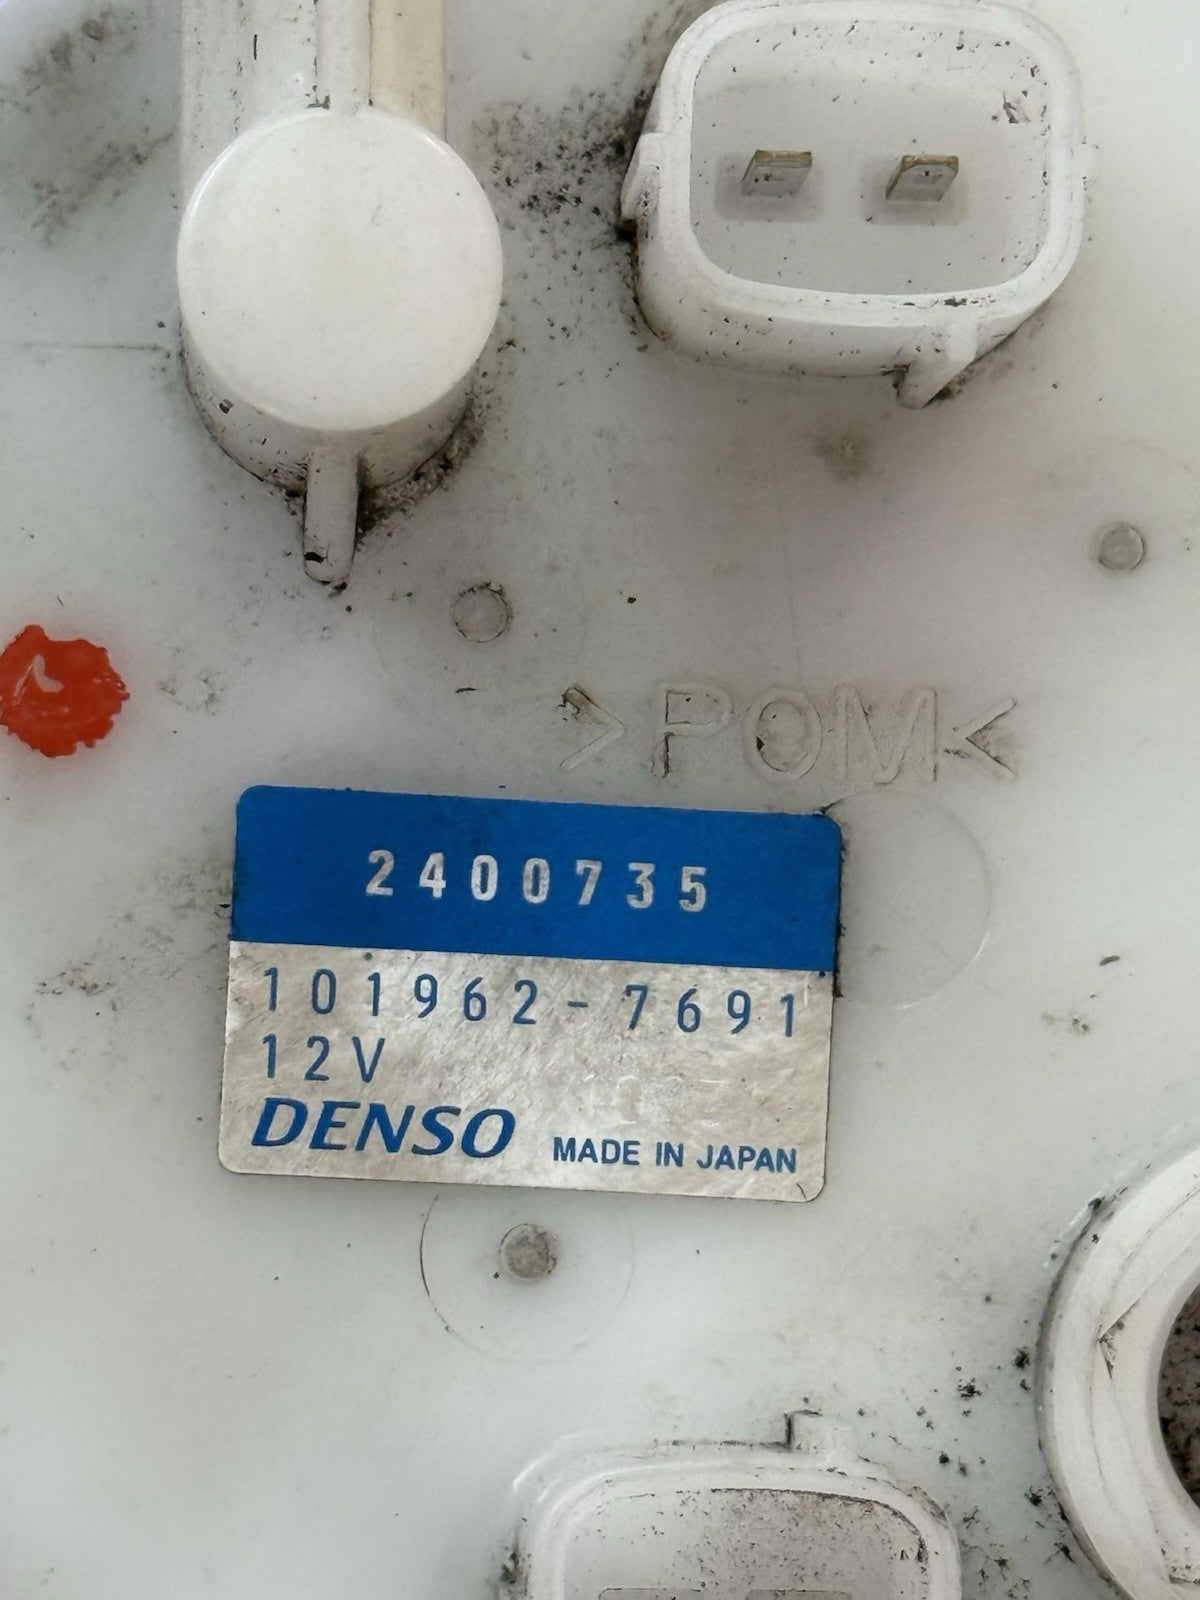 >POM<
2400735
101962-7691
12V
DENSO MADE IN JAPAN